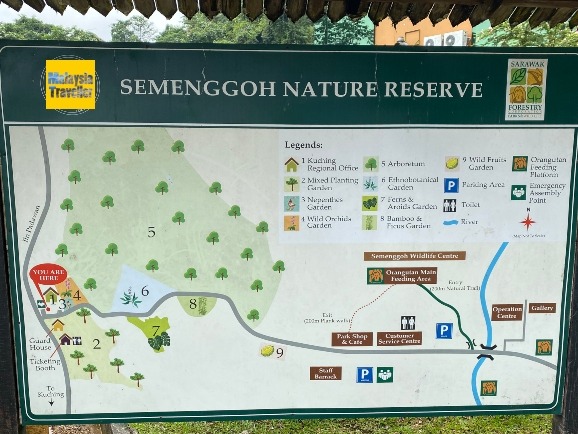 Malaysia
Traveller
SEMENGGOH NATURE RESERVE
SARAWAK
FORESTRY
Legends:
1 Kuching
Regional Office
2 Mixed Planting
Garden
3 Nepenthes
Garden
4 Wild Orchids
Garden
5 Arboretum
6 Ethnobotanical
Garden
7 Ferns &
Aroids Garden
8 Bamboo &
Ficus Garden
9 Wild Fruits
Garden
P Parking Area
Toilet
River
Orangutan
Feeding
Platform
Emergency
Assembly
Point
N
5
YOU ARE
HERE
1
3
4
6
8
7
2
9
Guard
House
Ticketing
Booth
To
Kuching
Semenggoh Wildlife Centre
Orangutan Main
Feeding Area
Entry
Exit
(200m Plank walk)
Park Shop
& Cafe
Customer
Service Centre
P
Operation
Centre
Gallery
Staff
Barrack
P